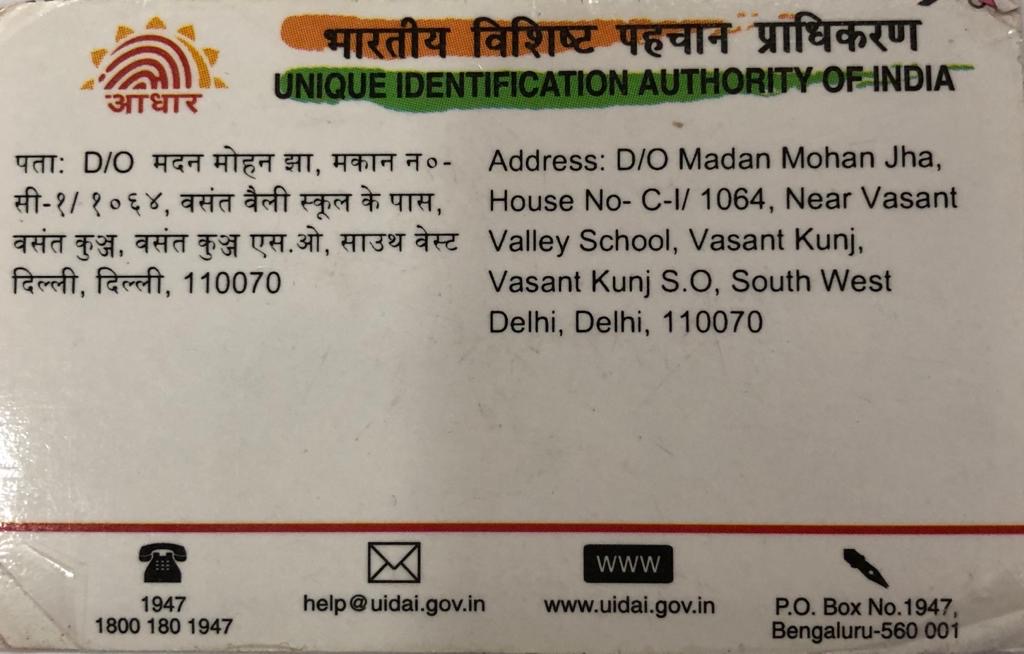 भारतीय विशिष्ट पहचान प्राधिकरण
आधार
UNIQUE IDENTIFICATION AUTHORITY OF INDIA
पता: D/O मदन मोहन झा, मकान न०-
सी-१/ १०६४, वसंत वैली स्कूल के पास,
वसंत कुञ्ज, वसंत कुञ्ज एस.ओ, साउथ वेस्ट
दिल्ली, दिल्ली, 110070
Address: D/O Madan Mohan Jha,
House No- C-I/ 1064, Near Vasant
Valley School, Vasant Kunj,
Vasant Kunj S.O, South West
Delhi, Delhi, 110070
1947
1800 180 1947
help@uidai.gov.in
www
www.uidai.gov.in
P.O. Box No.1947,
Bengaluru-560 001